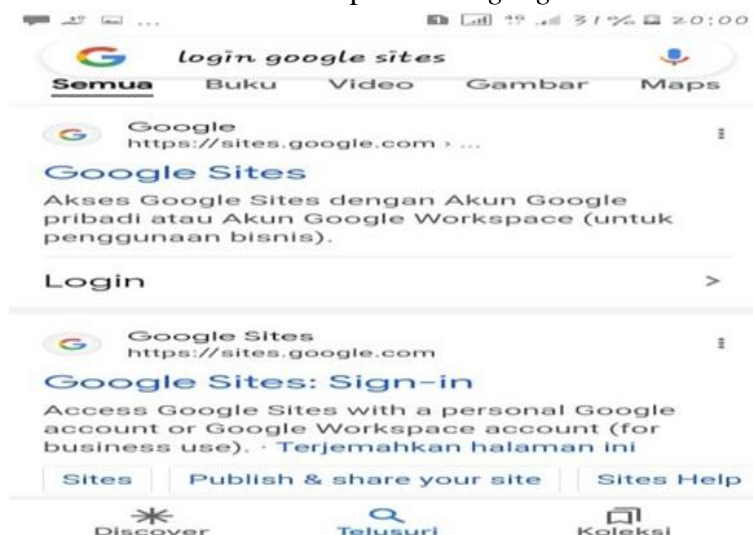 31% 20:00
login google sites
Semua Buku Video Gambar Maps
Google
https://sites.google.com › ...
Google Sites
Akses Google Sites dengan Akun Google
pribadi atau Akun Google Workspace (untuk
penggunaan bisnis).
Login >
Google Sites
https://sites.google.com
Google Sites: Sign-in
Access Google Sites with a personal Google
account or Google Workspace account (for
business use). · Terjemahkan halaman ini
Sites Publish & share your site Sites Help
Discover Telusuri Koleksi